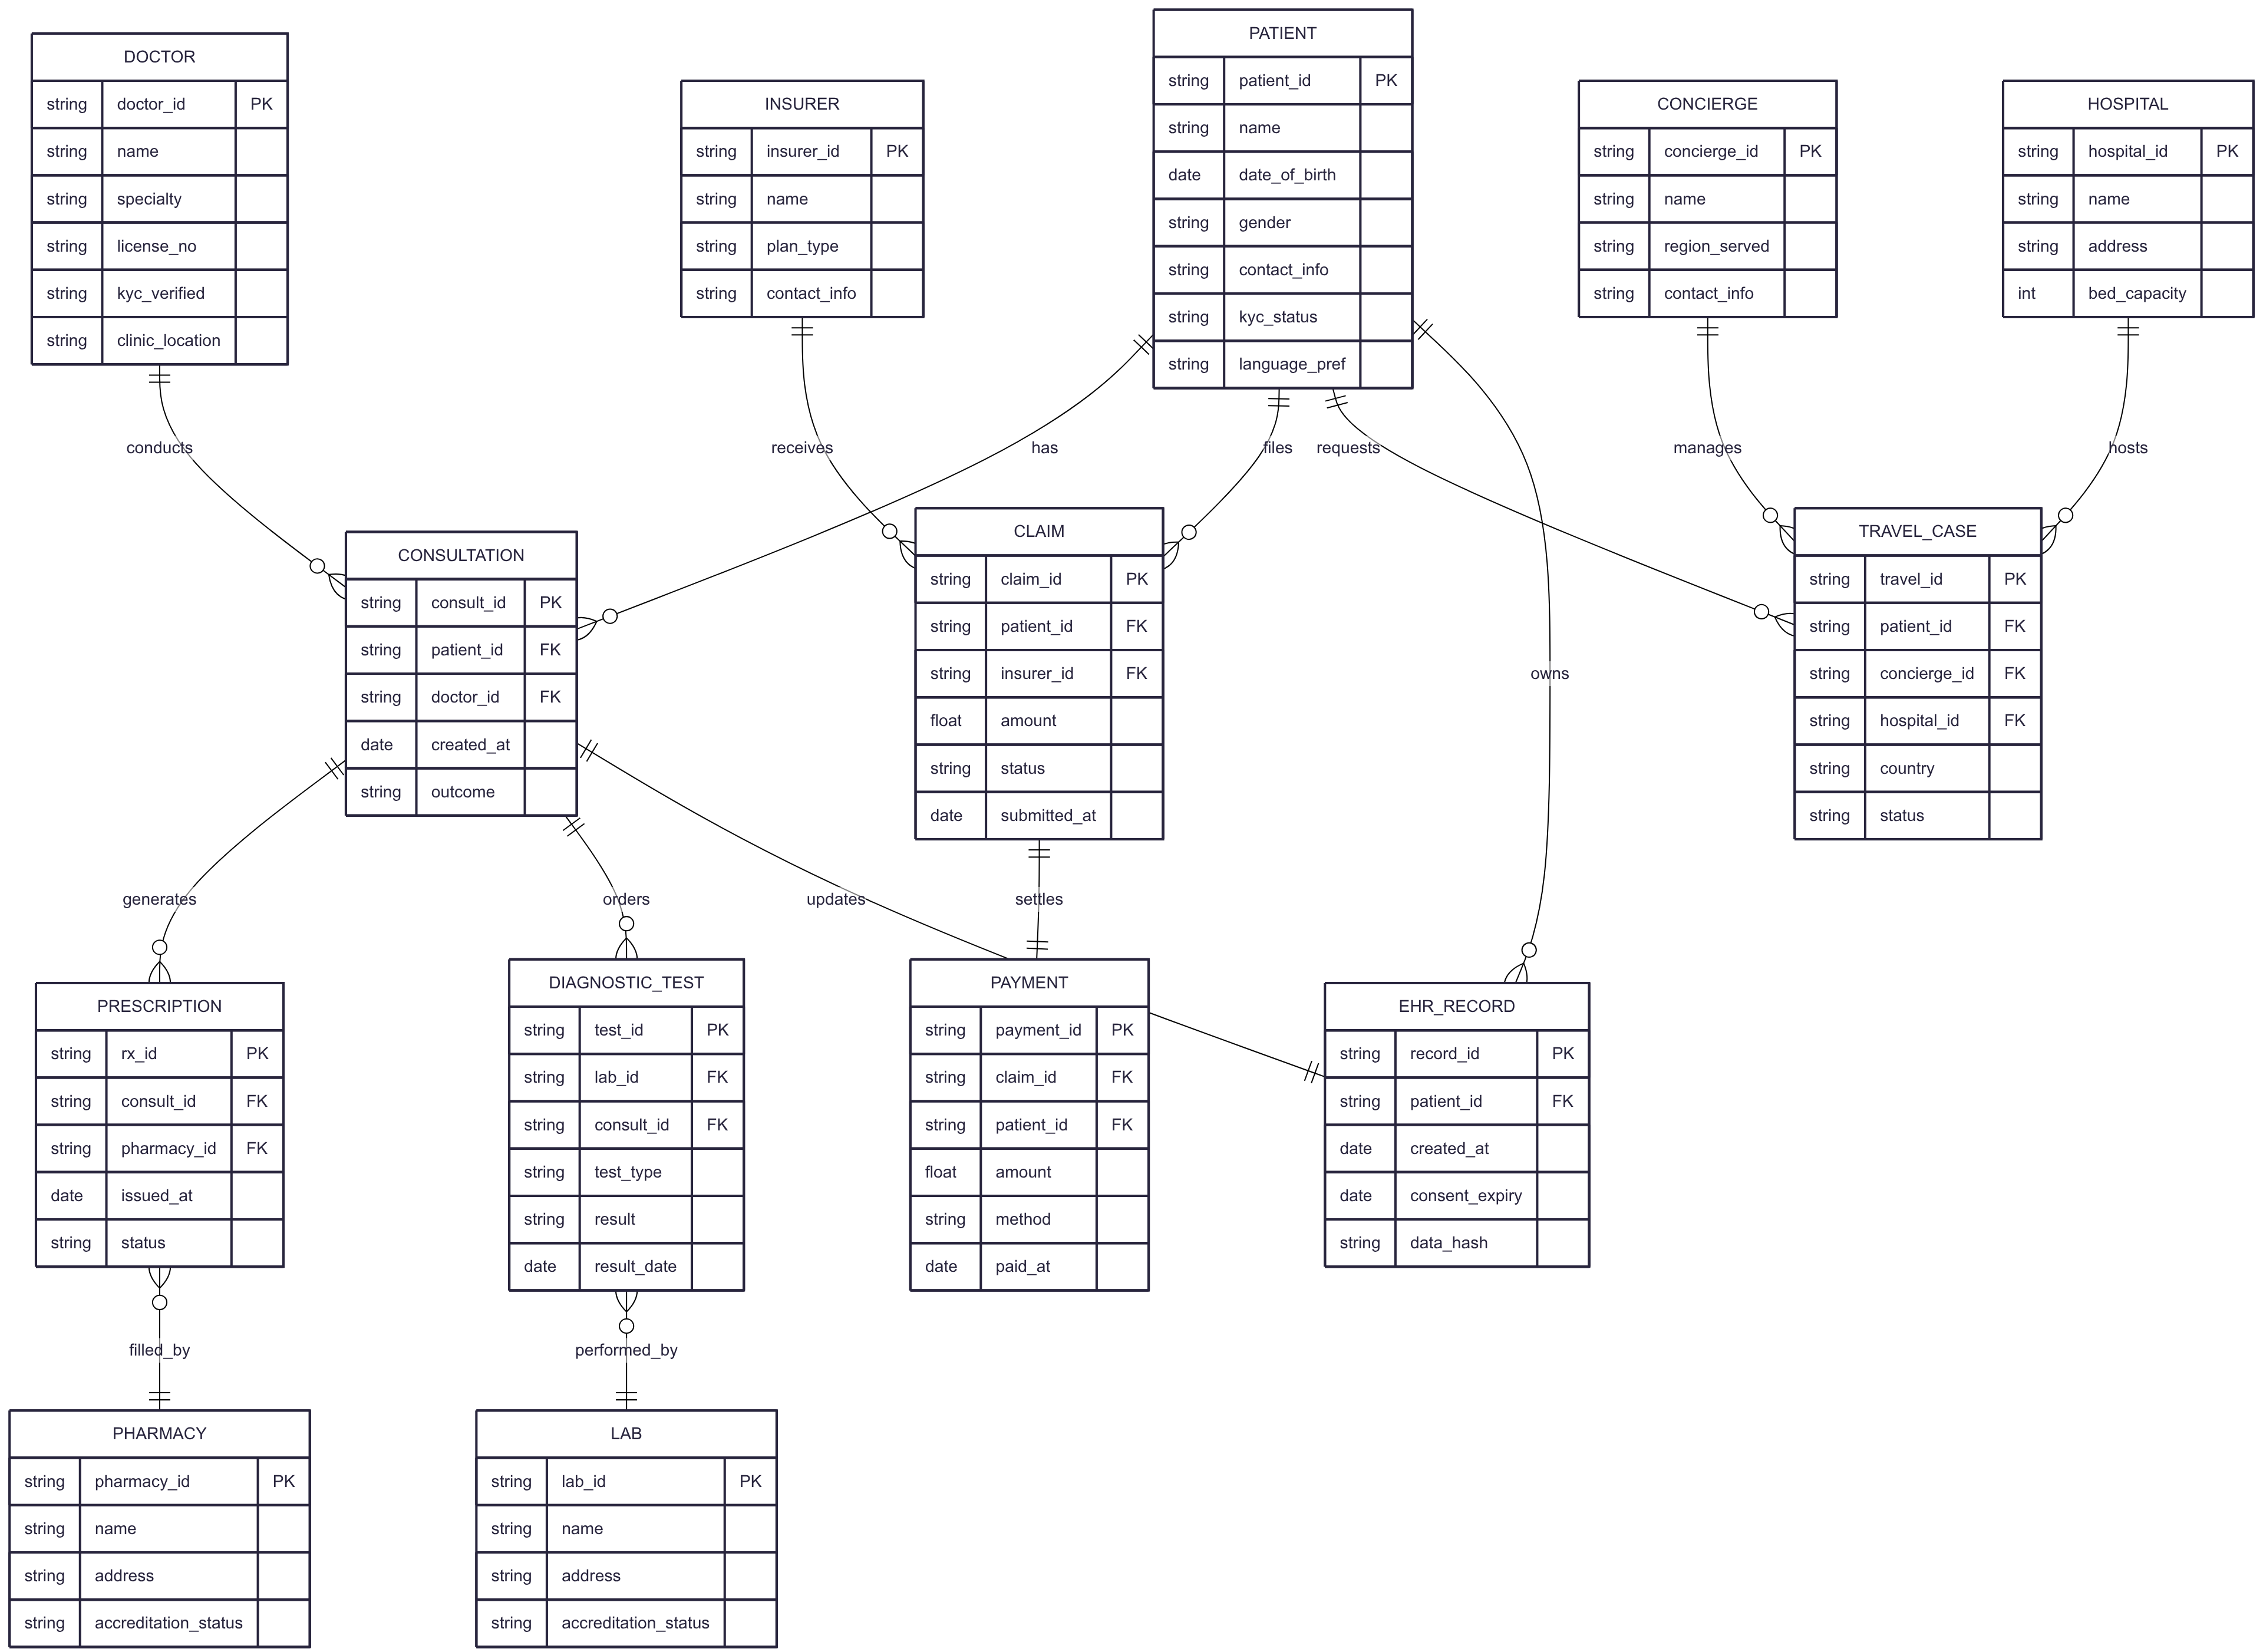 DOCTOR
string doctor_id PK
string name
string specialty
string license_no
string kyc_verified
string clinic_location
INSURER
string insurer_id PK
string name
string plan_type
string contact_info
PATIENT
string patient_id PK
string name
date date_of_birth
string gender
string contact_info
string kyc_status
string language_pref
CONCIERGE
string concierge_id PK
string name
string region_served
string contact_info
HOSPITAL
string hospital_id PK
string name
string address
int bed_capacity
conducts
receives
has
files
requests
manages
hosts
CONSULTATION
string consult_id PK
string patient_id FK
string doctor_id FK
date created_at
string outcome
CLAIM
string claim_id PK
string patient_id FK
string insurer_id FK
float amount
string status
date submitted_at
owns
TRAVEL_CASE
string travel_id PK
string patient_id FK
string concierge_id FK
string hospital_id FK
string country
string status
generates
orders
updates
settles
PRESCRIPTION
string rx_id PK
string consult_id FK
string pharmacy_id FK
date issued_at
string status
DIAGNOSTIC_TEST
string test_id PK
string lab_id FK
string consult_id FK
string test_type
string result
date result_date
PAYMENT
string payment_id PK
string claim_id FK
string patient_id FK
float amount
string method
date paid_at
EHR_RECORD
string record_id PK
string patient_id FK
date created_at
date consent_expiry
string data_hash
filled_by
performed_by
PHARMACY
string pharmacy_id PK
string name
string address
string accreditation_status
LAB
string lab_id PK
string name
string address
string accreditation_status